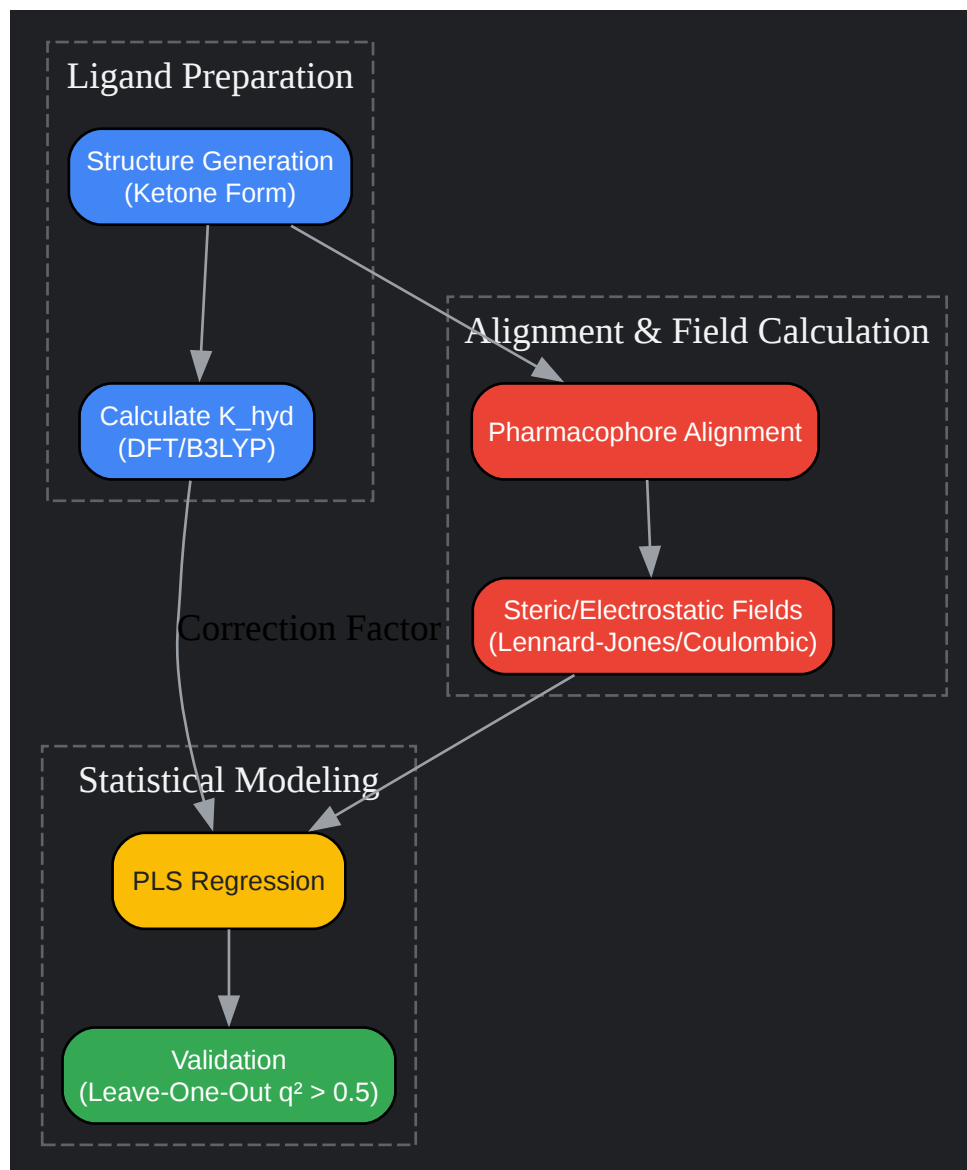 Ligand Preparation
Structure Generation
(Ketone Form)
Alignment & Field Calculation
Calculate K_hyd
(DFT/B3LYP)
Pharmacophore Alignment
Steric/Electrostatic Fields
(Lennard-Jones/Coulombic)
Correction Factor
Statistical Modeling
PLS Regression
Validation
(Leave-One-Out q² > 0.5)